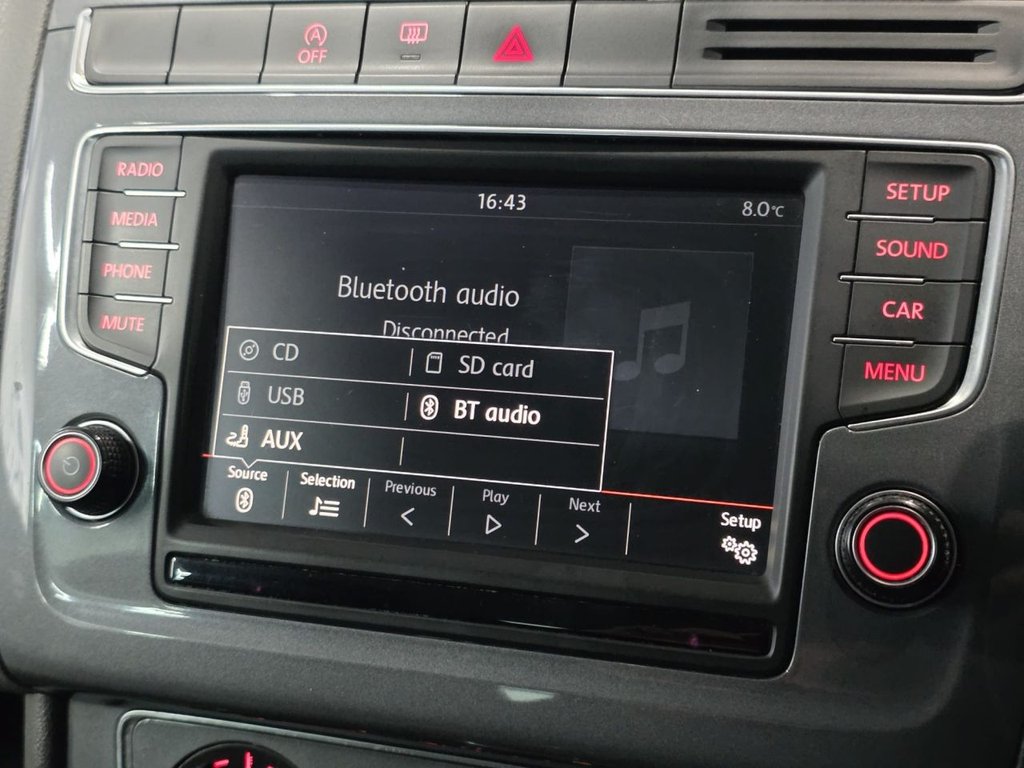 A OFF
RADIO
MEDIA
PHONE
MUTE
16:43 8.0°C
Bluetooth audio
Disconnected
CD SD card
USB BT audio
AUX
Source Selection Previous Play Next Setup
SETUP
SOUND
CAR
MENU